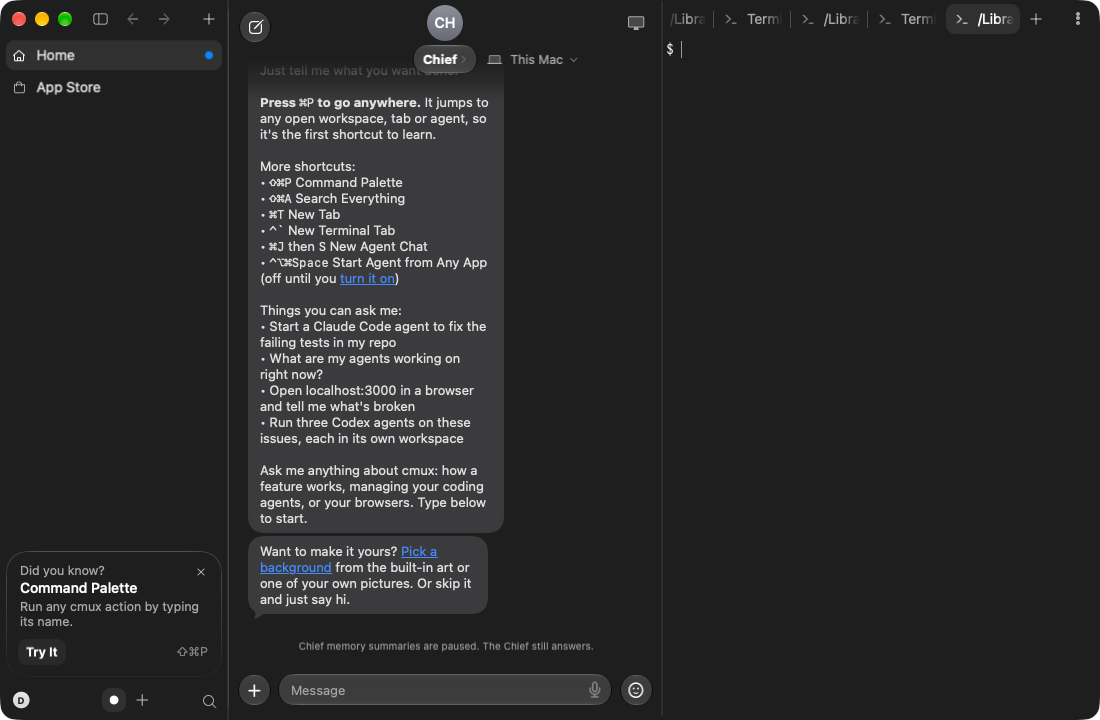 Home
App Store
Did you know?
Command Palette
Run any cmux action by typing
its name.
Try It
⇧⌘P
D
CH
Chief
This Mac
Just tell me what you want done.
Press ⌘P to go anywhere. It jumps to
any open workspace, tab or agent, so
it's the first shortcut to learn.
More shortcuts:
• ⇧⌘P Command Palette
• ⇧⌘A Search Everything
• ⌘T New Tab
• ^` New Terminal Tab
• ⌘J then S New Agent Chat
• ^⌥⌘Space Start Agent from Any App
(off until you turn it on)
Things you can ask me:
• Start a Claude Code agent to fix the
failing tests in my repo
• What are my agents working on
right now?
• Open localhost:3000 in a browser
and tell me what's broken
• Run three Codex agents on these
issues, each in its own workspace
Ask me anything about cmux: how a
feature works, managing your coding
agents, or your browsers. Type below
to start.
Want to make it yours? Pick a
background from the built-in art or
one of your own pictures. Or skip it
and just say hi.
Chief memory summaries are paused. The Chief still answers.
Message
/Libra
Termi
/Libra
Termi
/Libra
$